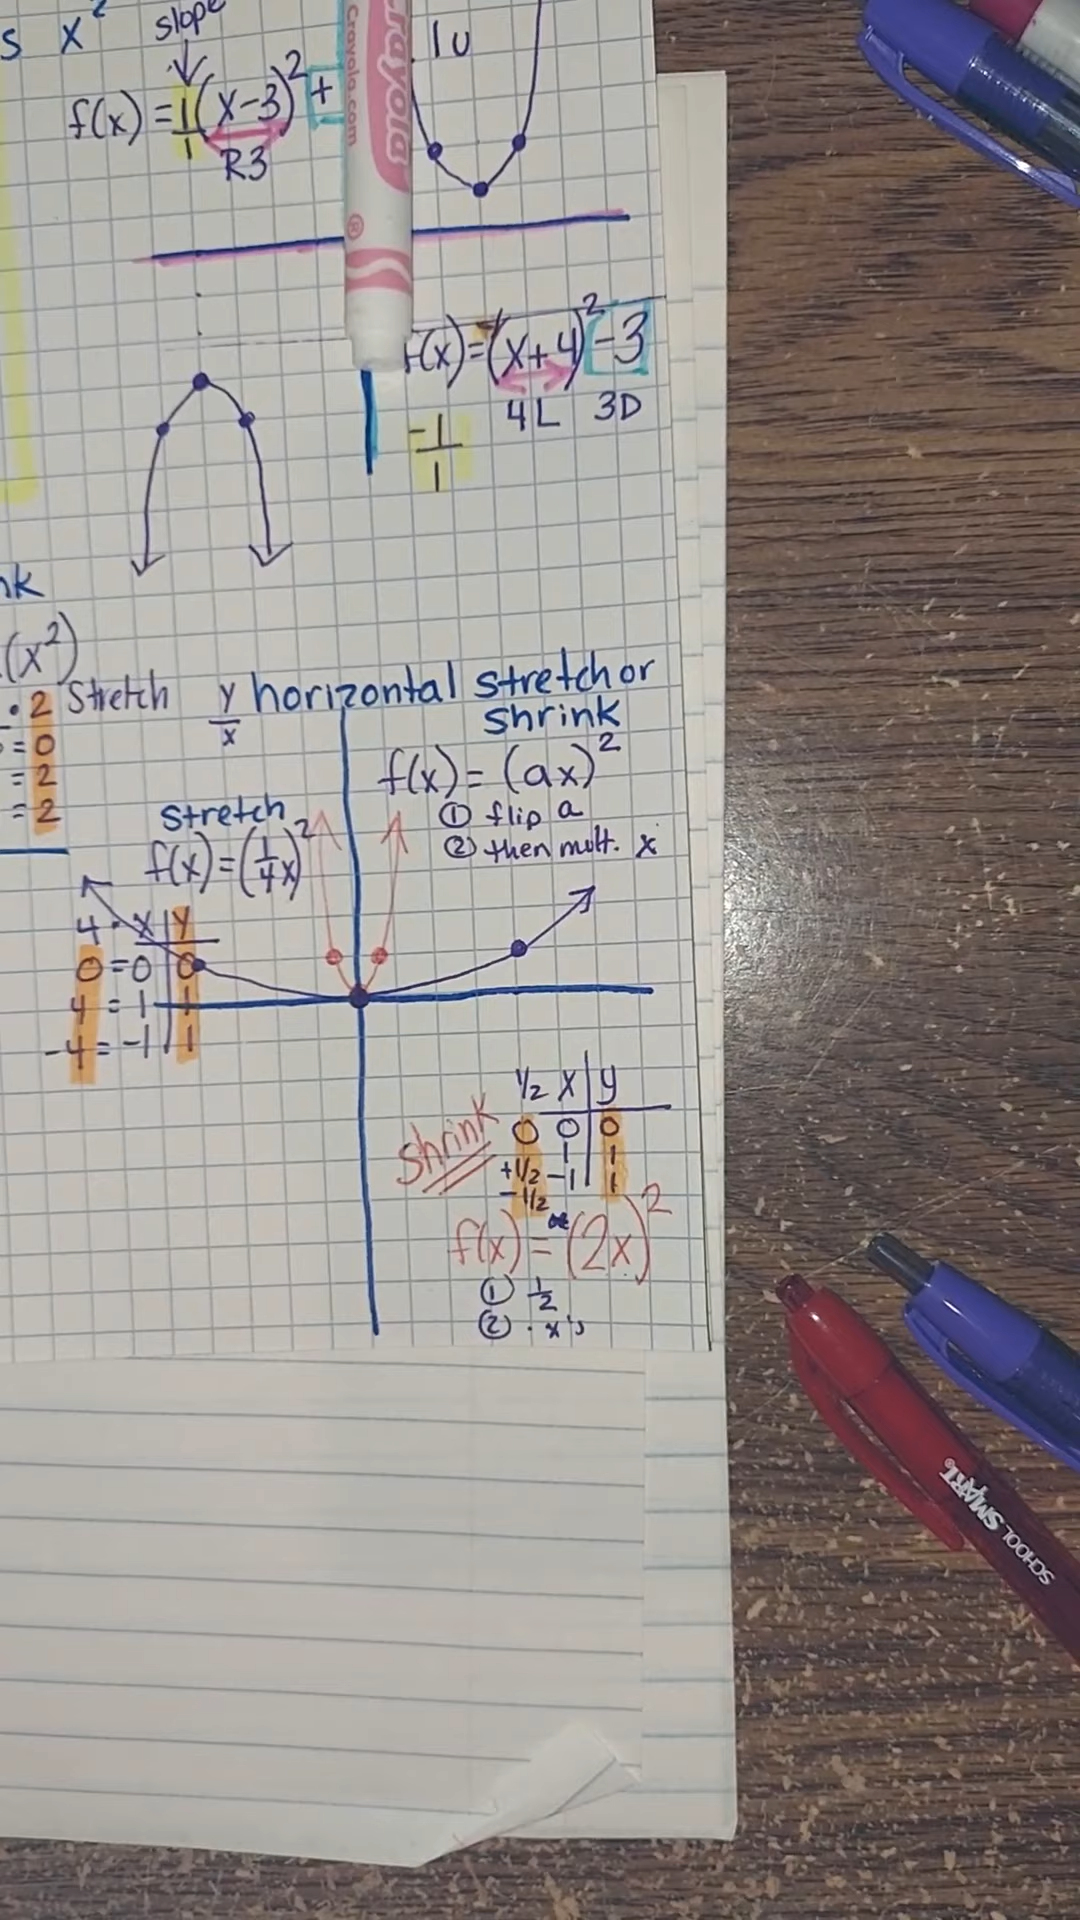 s x²
slope
f(x) = 1/1 (x-3)² +
R3
1U
crayola.com
®
f(x)=-(x+4)²-3
4L 3D
-1/1
nk
(x²)
·2 Stretch
=0
=2
=2
y/x horizontal stretch or
shrink
f(x) = (ax)²
① flip a
② then mult. x
stretch
f(x) = (1/4x)²
4·x | y
0=0 | 0
4=1 | 1
-4=-1 | 1
shrink
1/2 x | y
0 0 | 0
+1/2 1 | 1
-1/2 -1 | 1
f(x) = (2x)²
① 1/2
② · x's
SCHOOL SMART®